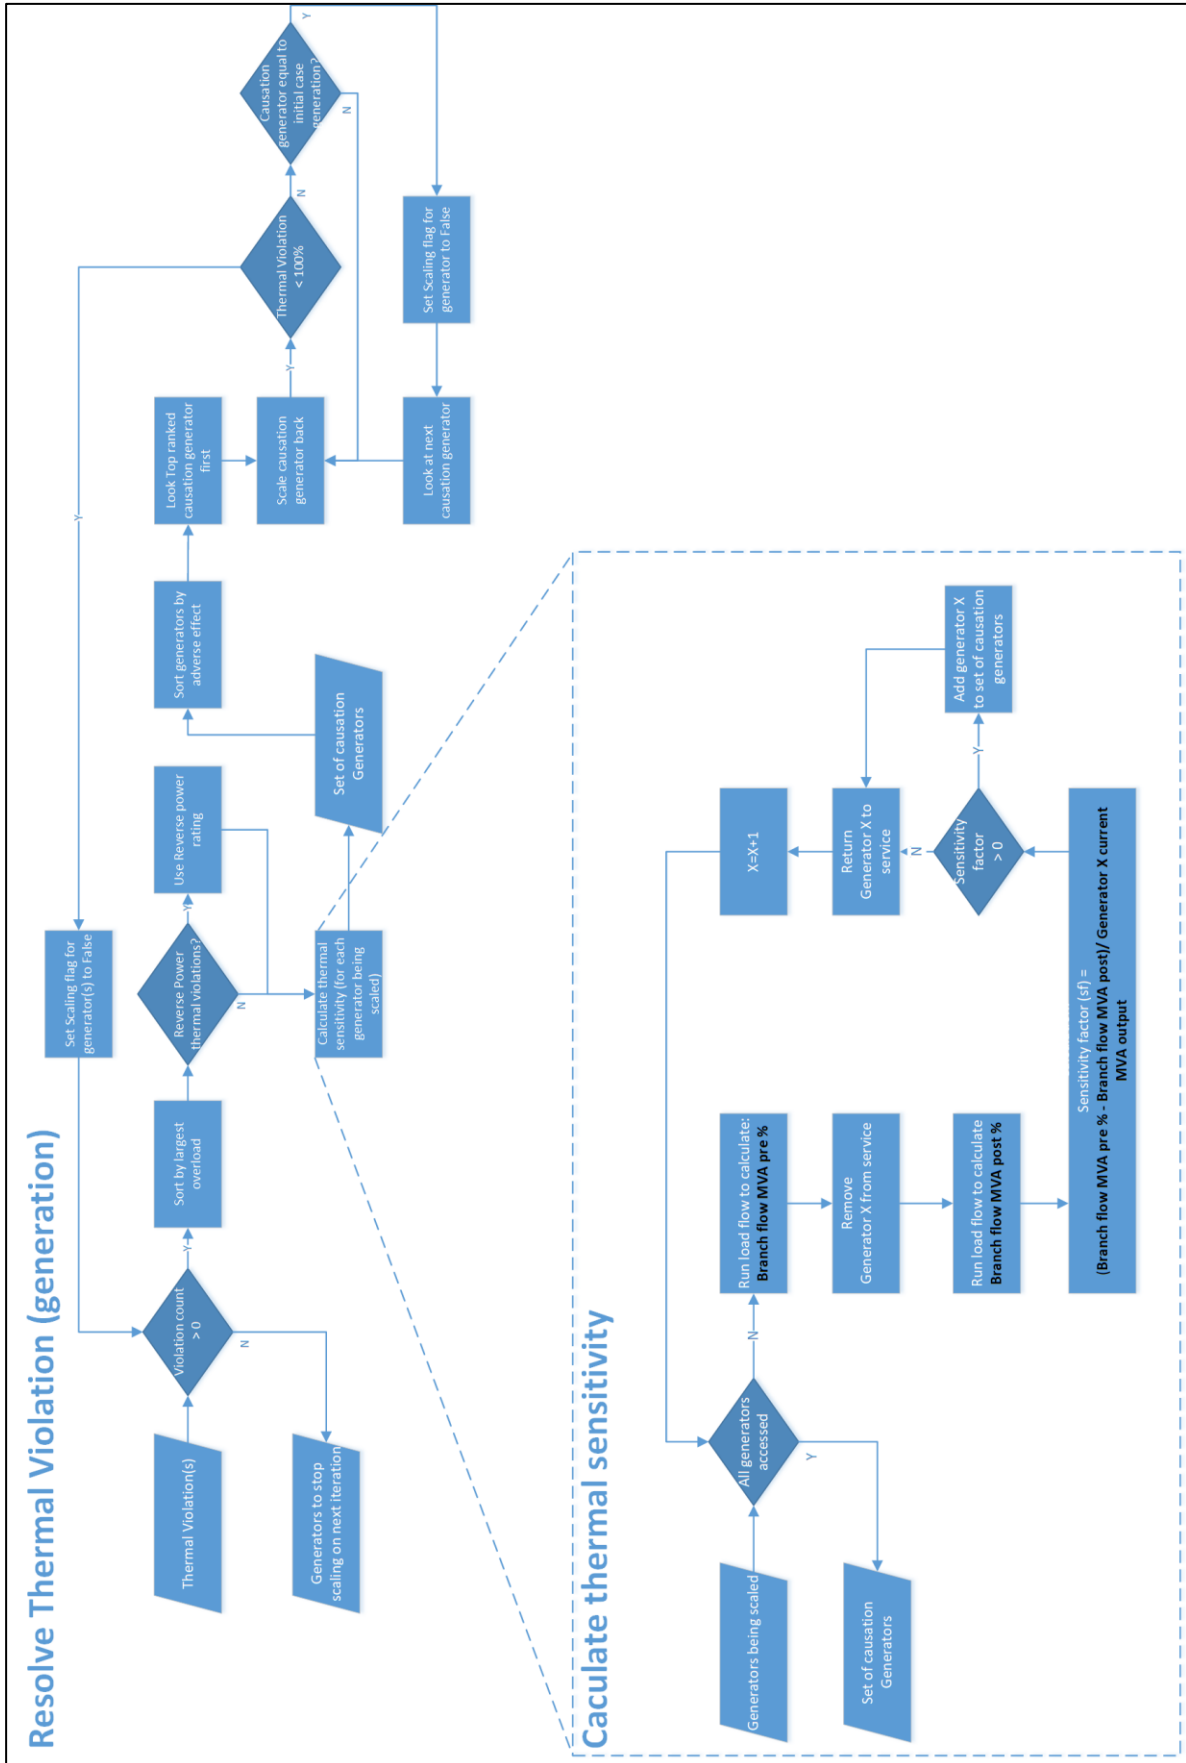 Resolve Thermal Violation (generation)
Thermal Violation(s)
Violation count
> 0
Y
N
Generators to stop
scaling on next iteration
Sort by largest
overload
Set Scaling flag for
generator(s) to False
Reverse Power
thermal violations?
Y
N
Use Reverse power
rating
Calculate thermal
sensitivity (for each
generator being
scaled)
Set of causation
Generators
Sort generators by
adverse effect
Look Top ranked
causation generator
first
Scale causation
generator back
Y
Thermal Violation
< 100%
Y
N
Causation
generator equal to
initial case
generation?
Y
N
Set Scaling flag for
generator to False
Look at next
causation generator
Caculate thermal sensitivity
Generators being scaled
All generators
accessed
N
Y
Set of causation
Generators
Run load flow to calculate:
Branch flow MVA pre %
Remove
Generator X from service
Run load flow to calculate
Branch flow MVA post %
Sensitivity factor (sf) =
(Branch flow MVA pre % - Branch flow MVA post)/ Generator X current
MVA output
Sensitivity
factor
> 0
Y
N
Add generator X
to set of causation
generators
Return
Generator X to
service
X=X+1